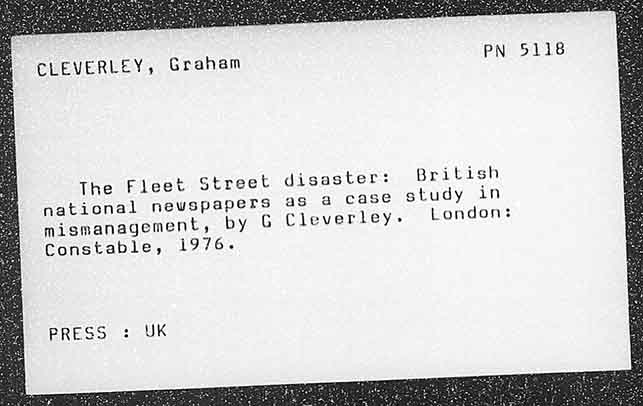 CLEVERLEY, Graham
PN 5118
The Fleet Street disaster: British
national newspapers as a case study in
mismanagement, by G Cleverley. London:
Constable, 1976.
PRESS : UK